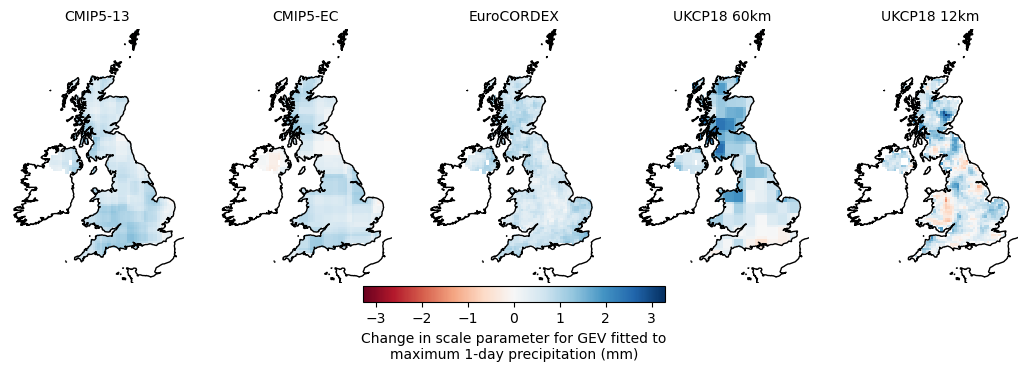 CMIP5-13
CMIP5-EC
EuroCORDEX
UKCP18 60km
UKCP18 12km
−3
−2
−1
0
1
2
3
Change in scale parameter for GEV fitted to
maximum 1-day precipitation (mm)